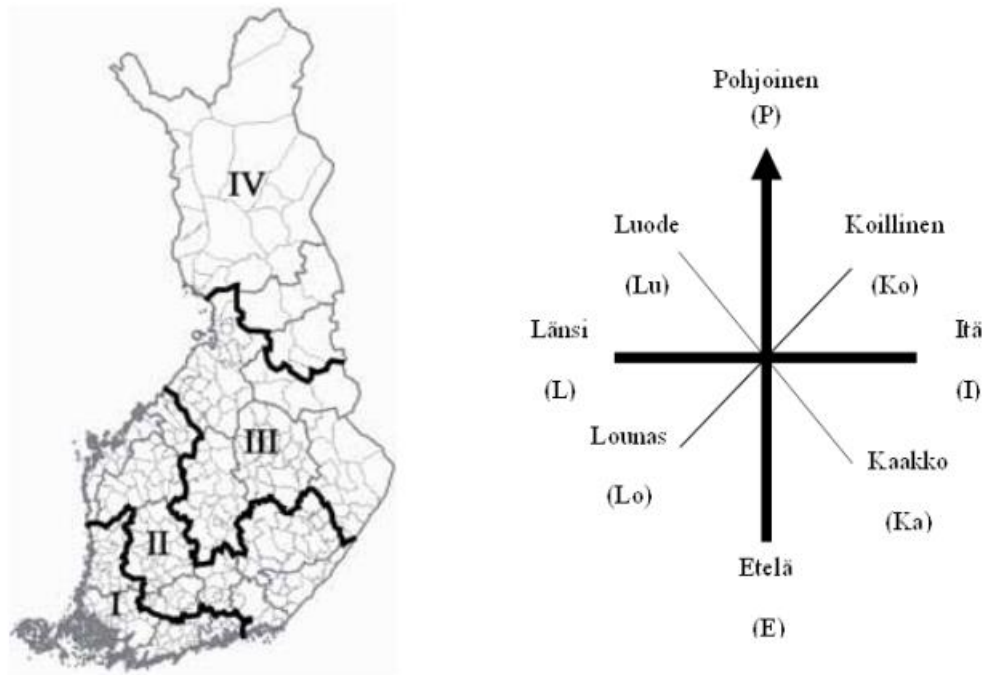 IV
III
II
I
Pohjoinen
(P)
Luode
(Lu)
Koillinen
(Ko)
Länsi
(L)
Itä
(I)
Lounas
(Lo)
Kaakko
(Ka)
Etelä
(E)